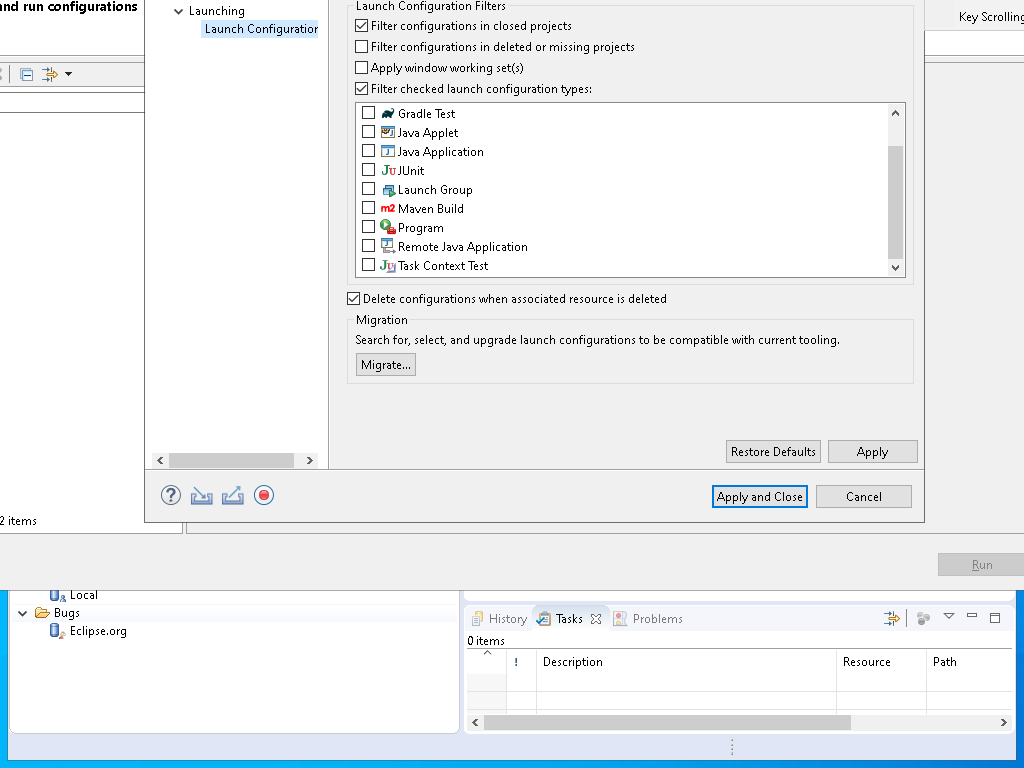 and run configurations
Launching
Launch Configuration
Launch Configuration Filters
Key Scrolling
Filter configurations in closed projects
Filter configurations in deleted or missing projects
Apply window working set(s)
Filter checked launch configuration types:
Gradle Test
Java Applet
Java Application
JUnit
Launch Group
Maven Build
Program
Remote Java Application
Task Context Test
Delete configurations when associated resource is deleted
Migration
Search for, select, and upgrade launch configurations to be compatible with current tooling.
Migrate...
Restore Defaults
Apply
Apply and Close
Cancel
2 items
Run
Local
Bugs
Eclipse.org
History
Tasks
Problems
0 items
!
Description
Resource
Path